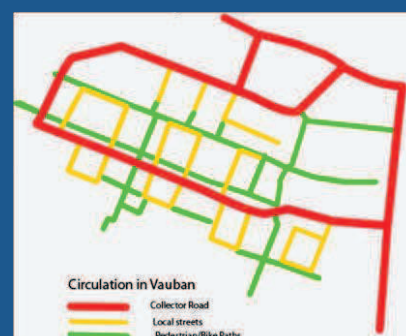 Circulation in Vauban
Collector Road
Local streets
Pedestrian/Bike Paths